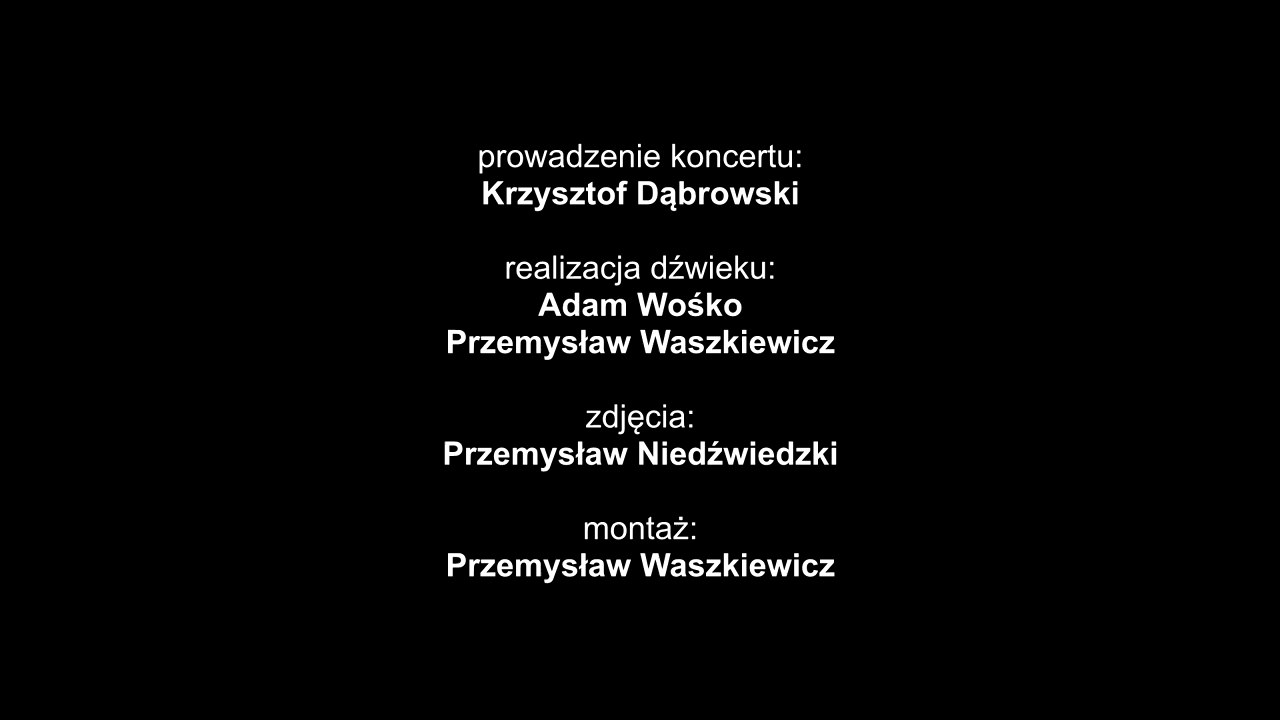 prowadzenie koncertu:
Krzysztof Dąbrowski
realizacja dźwieku:
Adam Wośko
Przemysław Waszkiewicz
zdjęcia:
Przemysław Niedźwiedzki
montaż:
Przemysław Waszkiewicz